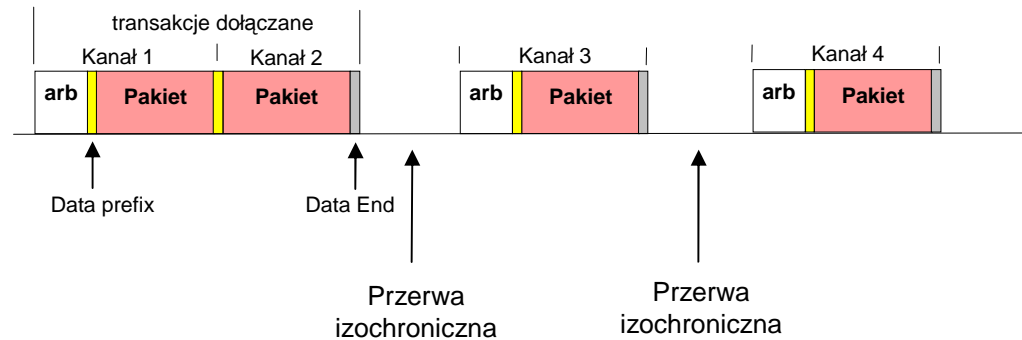 transakcje dołączane
Kanał 1
Kanał 2
Kanał 3
Kanał 4
arb
Pakiet
Pakiet
arb
Pakiet
arb
Pakiet
Data prefix
Data End
Przerwa
izochroniczna
Przerwa
izochroniczna